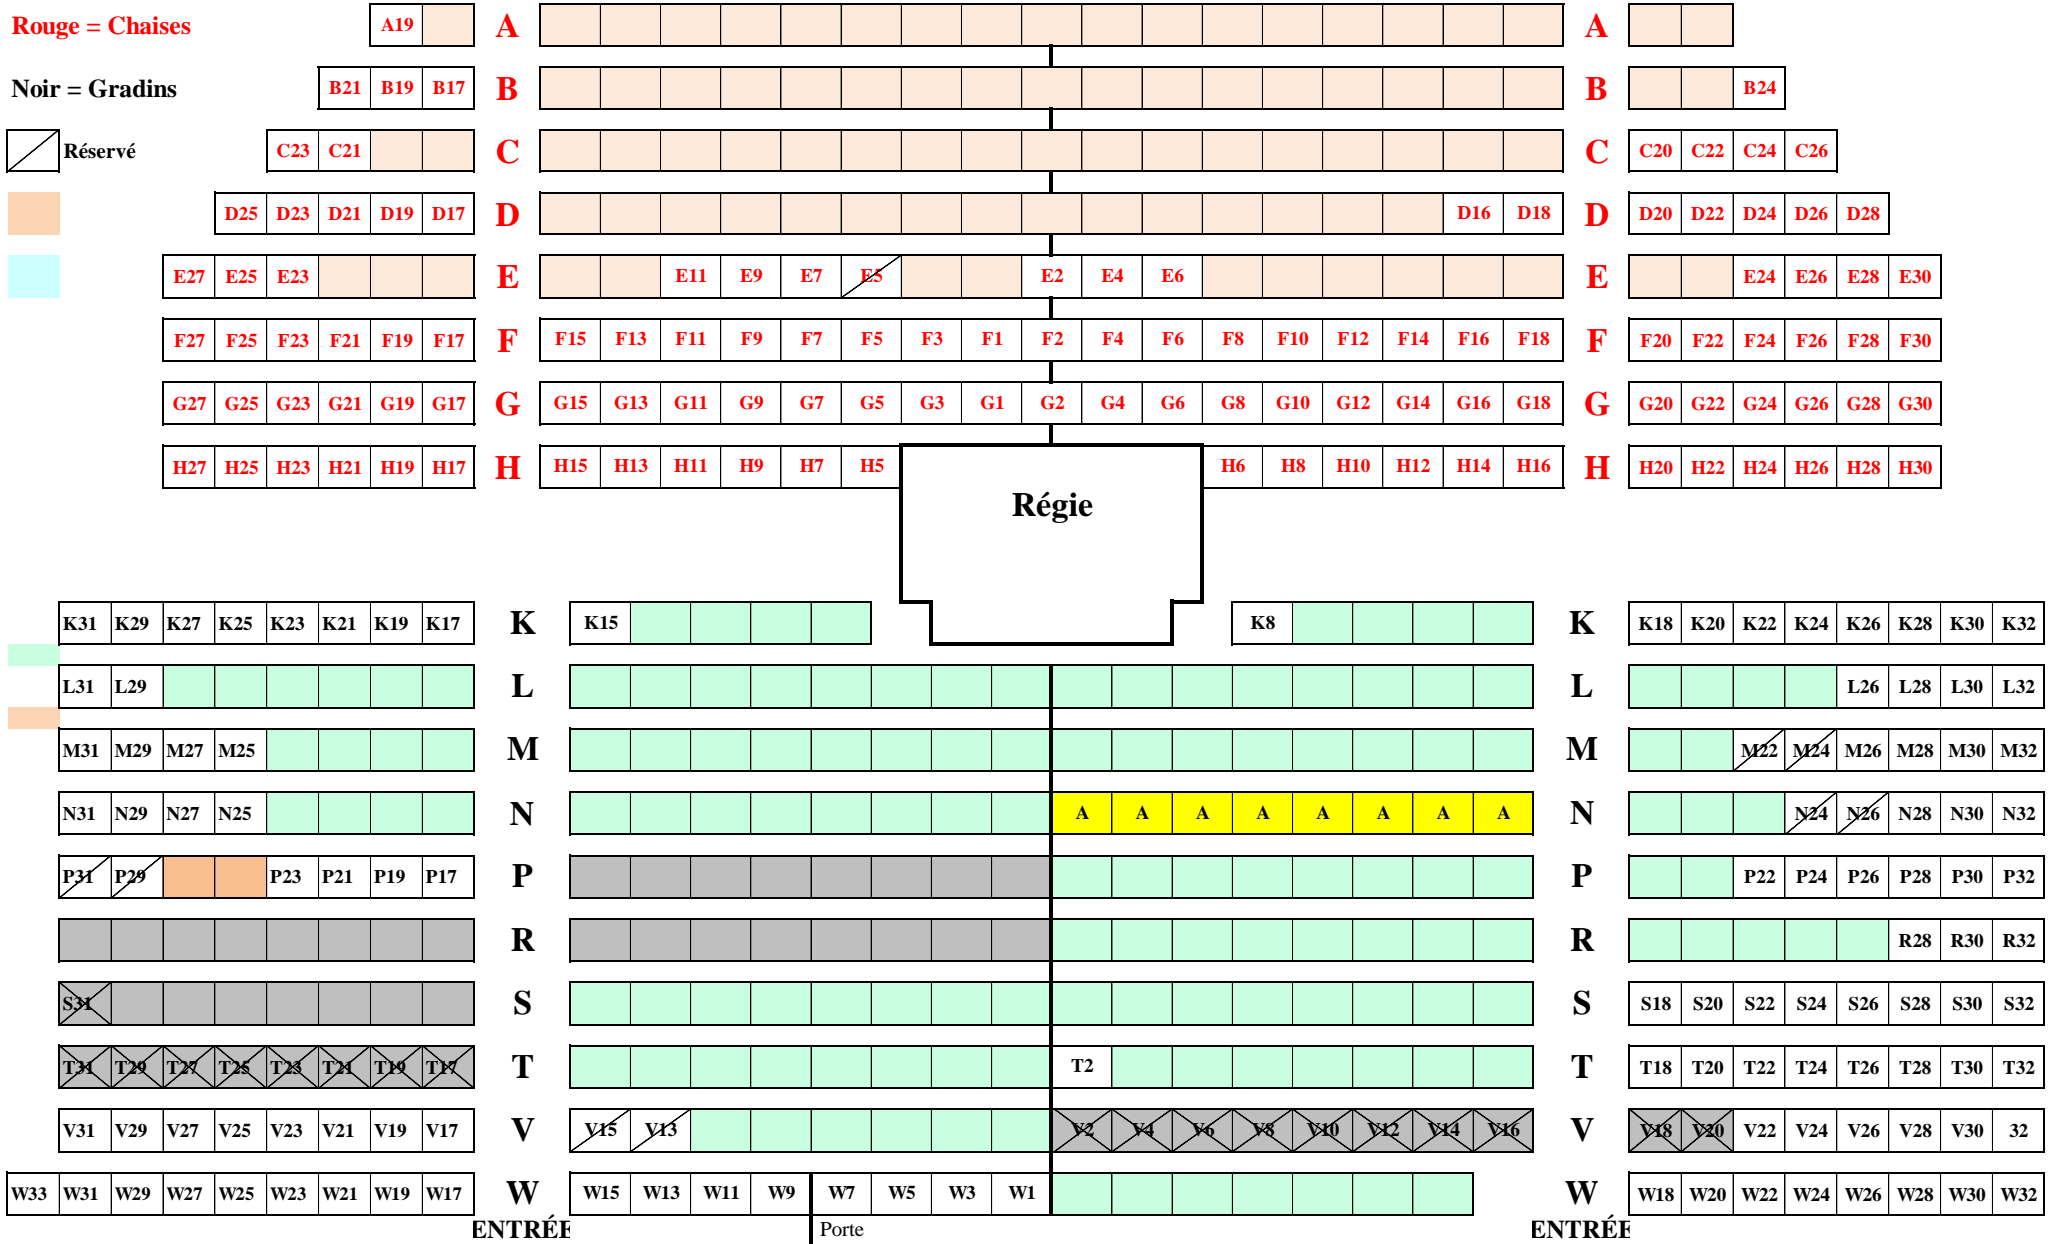 Rouge = Chaises A19 A A
Noir = Gradins B21 B19 B17 B B B24
Réservé C23 C21 C C C20 C22 C24 C26
D25 D23 D21 D19 D17 D D16 D18 D D20 D22 D24 D26 D28
E27 E25 E23 E E11 E9 E7 E5 E2 E4 E6 E E24 E26 E28 E30
F27 F25 F23 F21 F19 F17 F F15 F13 F11 F9 F7 F5 F3 F1 F2 F4 F6 F8 F10 F12 F14 F16 F18 F F20 F22 F24 F26 F28 F30
G27 G25 G23 G21 G19 G17 G G15 G13 G11 G9 G7 G5 G3 G1 G2 G4 G6 G8 G10 G12 G14 G16 G18 G G20 G22 G24 G26 G28 G30
H27 H25 H23 H21 H19 H17 H H15 H13 H11 H9 H7 H5 H6 H8 H10 H12 H14 H16 H H20 H22 H24 H26 H28 H30
Régie
K31 K29 K27 K25 K23 K21 K19 K17 K K15 K8 K K18 K20 K22 K24 K26 K28 K30 K32
L31 L29 L L L26 L28 L30 L32
M31 M29 M27 M25 M M M22 M24 M26 M28 M30 M32
N31 N29 N27 N25 N A A A A A A A A N N24 N26 N28 N30 N32
P31 P29 P23 P21 P19 P17 P P P22 P24 P26 P28 P30 P32
R R R28 R30 R32
S31 S S S18 S20 S22 S24 S26 S28 S30 S32
T31 T29 T27 T25 T23 T21 T19 T17 T T2 T T18 T20 T22 T24 T26 T28 T30 T32
V31 V29 V27 V25 V23 V21 V19 V17 V V15 V13 V2 V4 V6 V8 V10 V12 V14 V16 V V18 V20 V22 V24 V26 V28 V30 32
W33 W31 W29 W27 W25 W23 W21 W19 W17 W W15 W13 W11 W9 W7 W5 W3 W1 W W18 W20 W22 W24 W26 W28 W30 W32
ENTRÉE Porte ENTRÉE